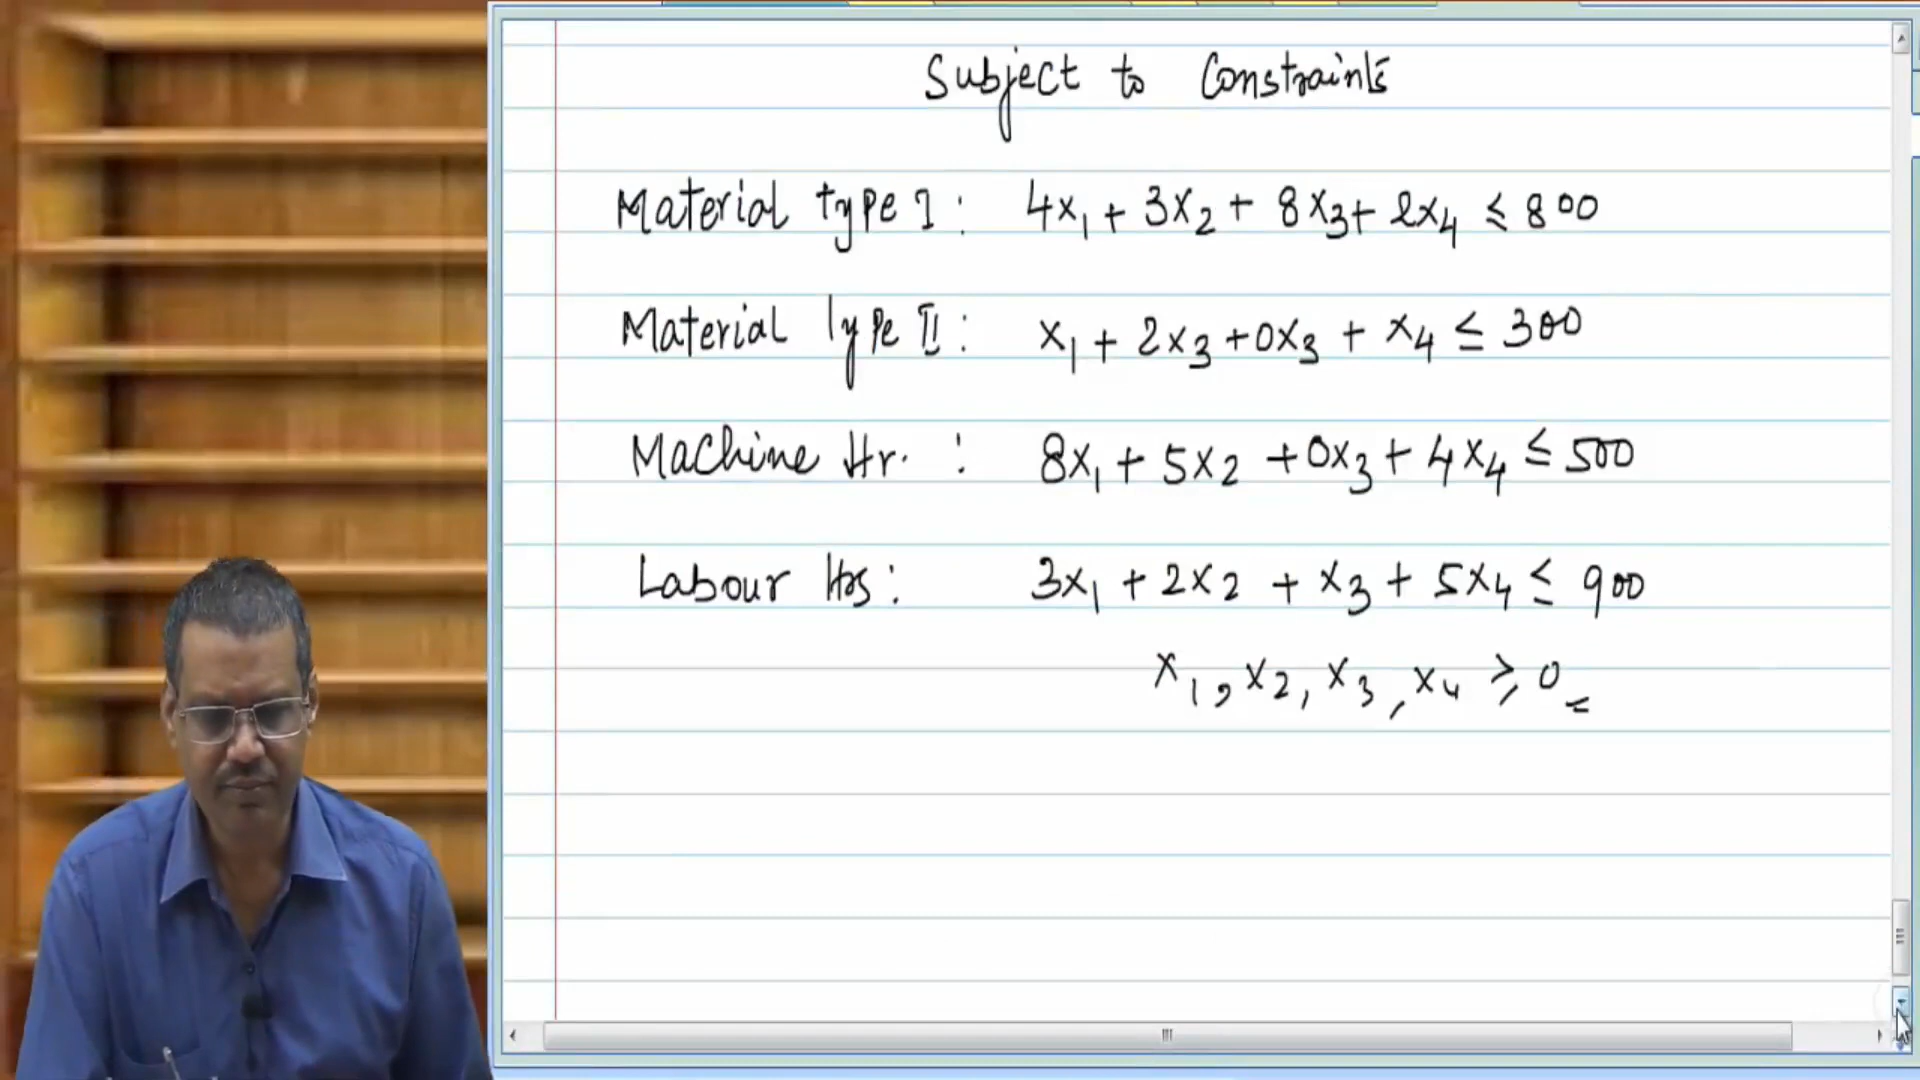 Subject to Constraints
Material type I : 4x₁ + 3x₂ + 8x₃ + 2x₄ ≤ 800
Material Type II : x₁ + 2x₃ + 0x₃ + x₄ ≤ 300
Machine Hr. : 8x₁ + 5x₂ + 0x₃ + 4x₄ ≤ 500
Labour Hrs : 3x₁ + 2x₂ + x₃ + 5x₄ ≤ 900
x₁, x₂, x₃, x₄ ≥ 0